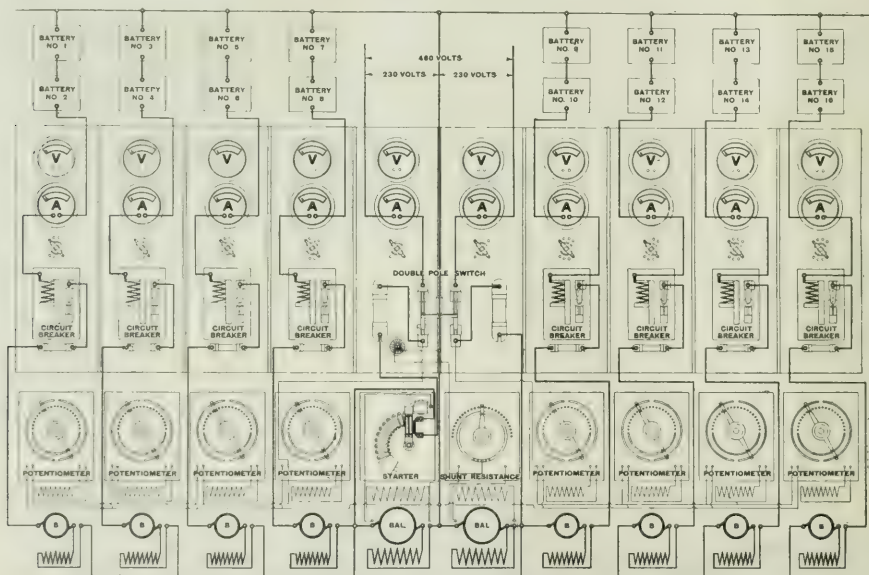 BATTERY NO 1
BATTERY NO 3
BATTERY NO 5
BATTERY NO 7
BATTERY NO. 9
BATTERY NO. 11
BATTERY NO. 13
BATTERY NO. 15
460 VOLTS
230 VOLTS
230 VOLTS
BATTERY NO 2
BATTERY NO 4
BATTERY NO 6
BATTERY NO 8
BATTERY NO. 10
BATTERY NO. 12
BATTERY NO. 14
BATTERY NO. 16
V V V V V V V V V V
A A A A A A A A A A
DOUBLE POLE SWITCH
CIRCUIT BREAKER
CIRCUIT BREAKER
CIRCUIT BREAKER
CIRCUIT BREAKER
CIRCUIT BREAKER
CIRCUIT BREAKER
CIRCUIT BREAKER
CIRCUIT BREAKER
POTENTIOMETER
POTENTIOMETER
POTENTIOMETER
POTENTIOMETER
STARTER
SHUNT RESISTANCE
POTENTIOMETER
POTENTIOMETER
POTENTIOMETER
POTENTIOMETER
B B B B BAL BAL B B B B